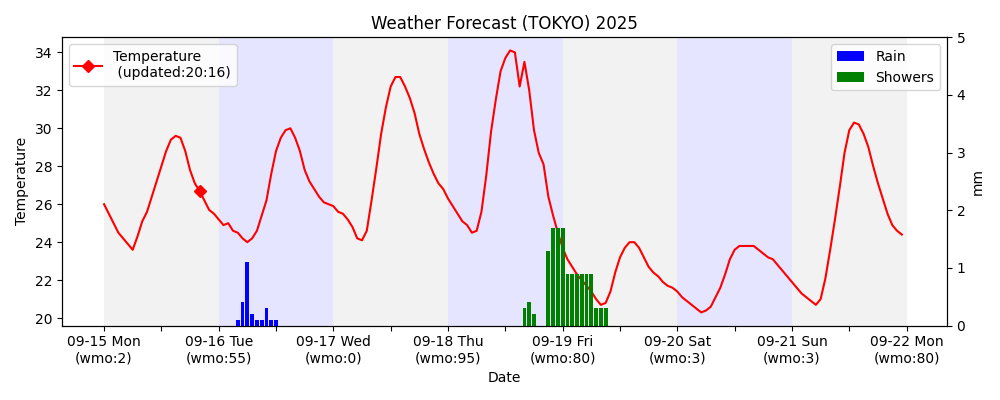 Weather Forecast (TOKYO) 2025
Temperature
(updated:20:16)
Rain
Showers
34
32
30
28
26
24
22
20
Temperature
5
4
3
2
1
0
mm
09-15 Mon
(wmo:2)
09-16 Tue
(wmo:55)
09-17 Wed
(wmo:0)
09-18 Thu
(wmo:95)
09-19 Fri
(wmo:80)
09-20 Sat
(wmo:3)
09-21 Sun
(wmo:3)
09-22 Mon
(wmo:80)
Date